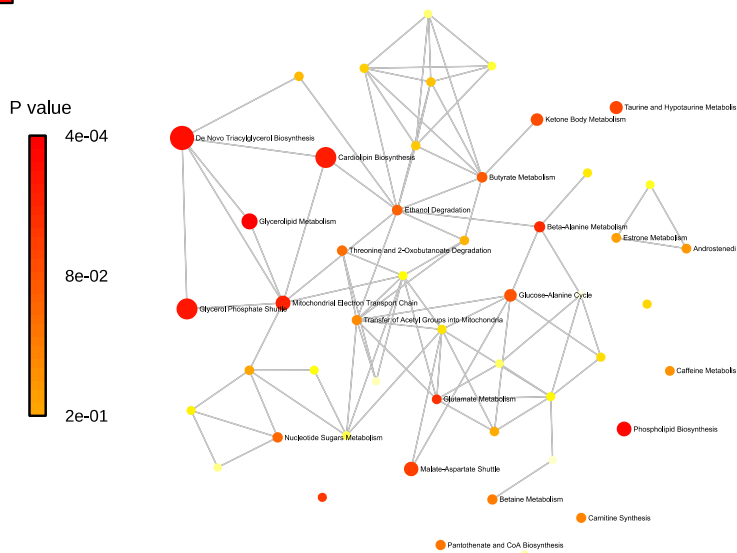 P value
4e-04
8e-02
2e-01
Taurine and Hypotaurine Metabolis
Ketone Body Metabolism
De Novo Triacylglycerol Biosynthesis
Cardiolipin Biosynthesis
Butyrate Metabolism
Ethanol Degradation
Glycerolipid Metabolism
Beta-Alanine Metabolism
Estrone Metabolism
Androstenedi
Threonine and 2-Oxobutanoate Degradation
Glucose-Alanine Cycle
Mitochondrial Electron Transport Chain
Glycerol Phosphate Shuttle
Transfer of Acetyl Groups into Mitochondria
Caffeine Metabolis
Glutamate Metabolism
Phospholipid Biosynthesis
Nucleotide Sugars Metabolism
Malate-Aspartate Shuttle
Betaine Metabolism
Carnitine Synthesis
Pantothenate and CoA Biosynthesis